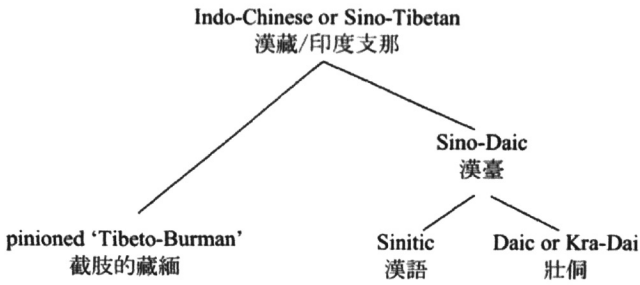 Indo-Chinese or Sino-Tibetan
漢藏/印度支那
Sino-Daic
漢臺
pinioned ‘Tibeto-Burman’
截肢的藏緬
Sinitic
漢語
Daic or Kra-Dai
壯侗